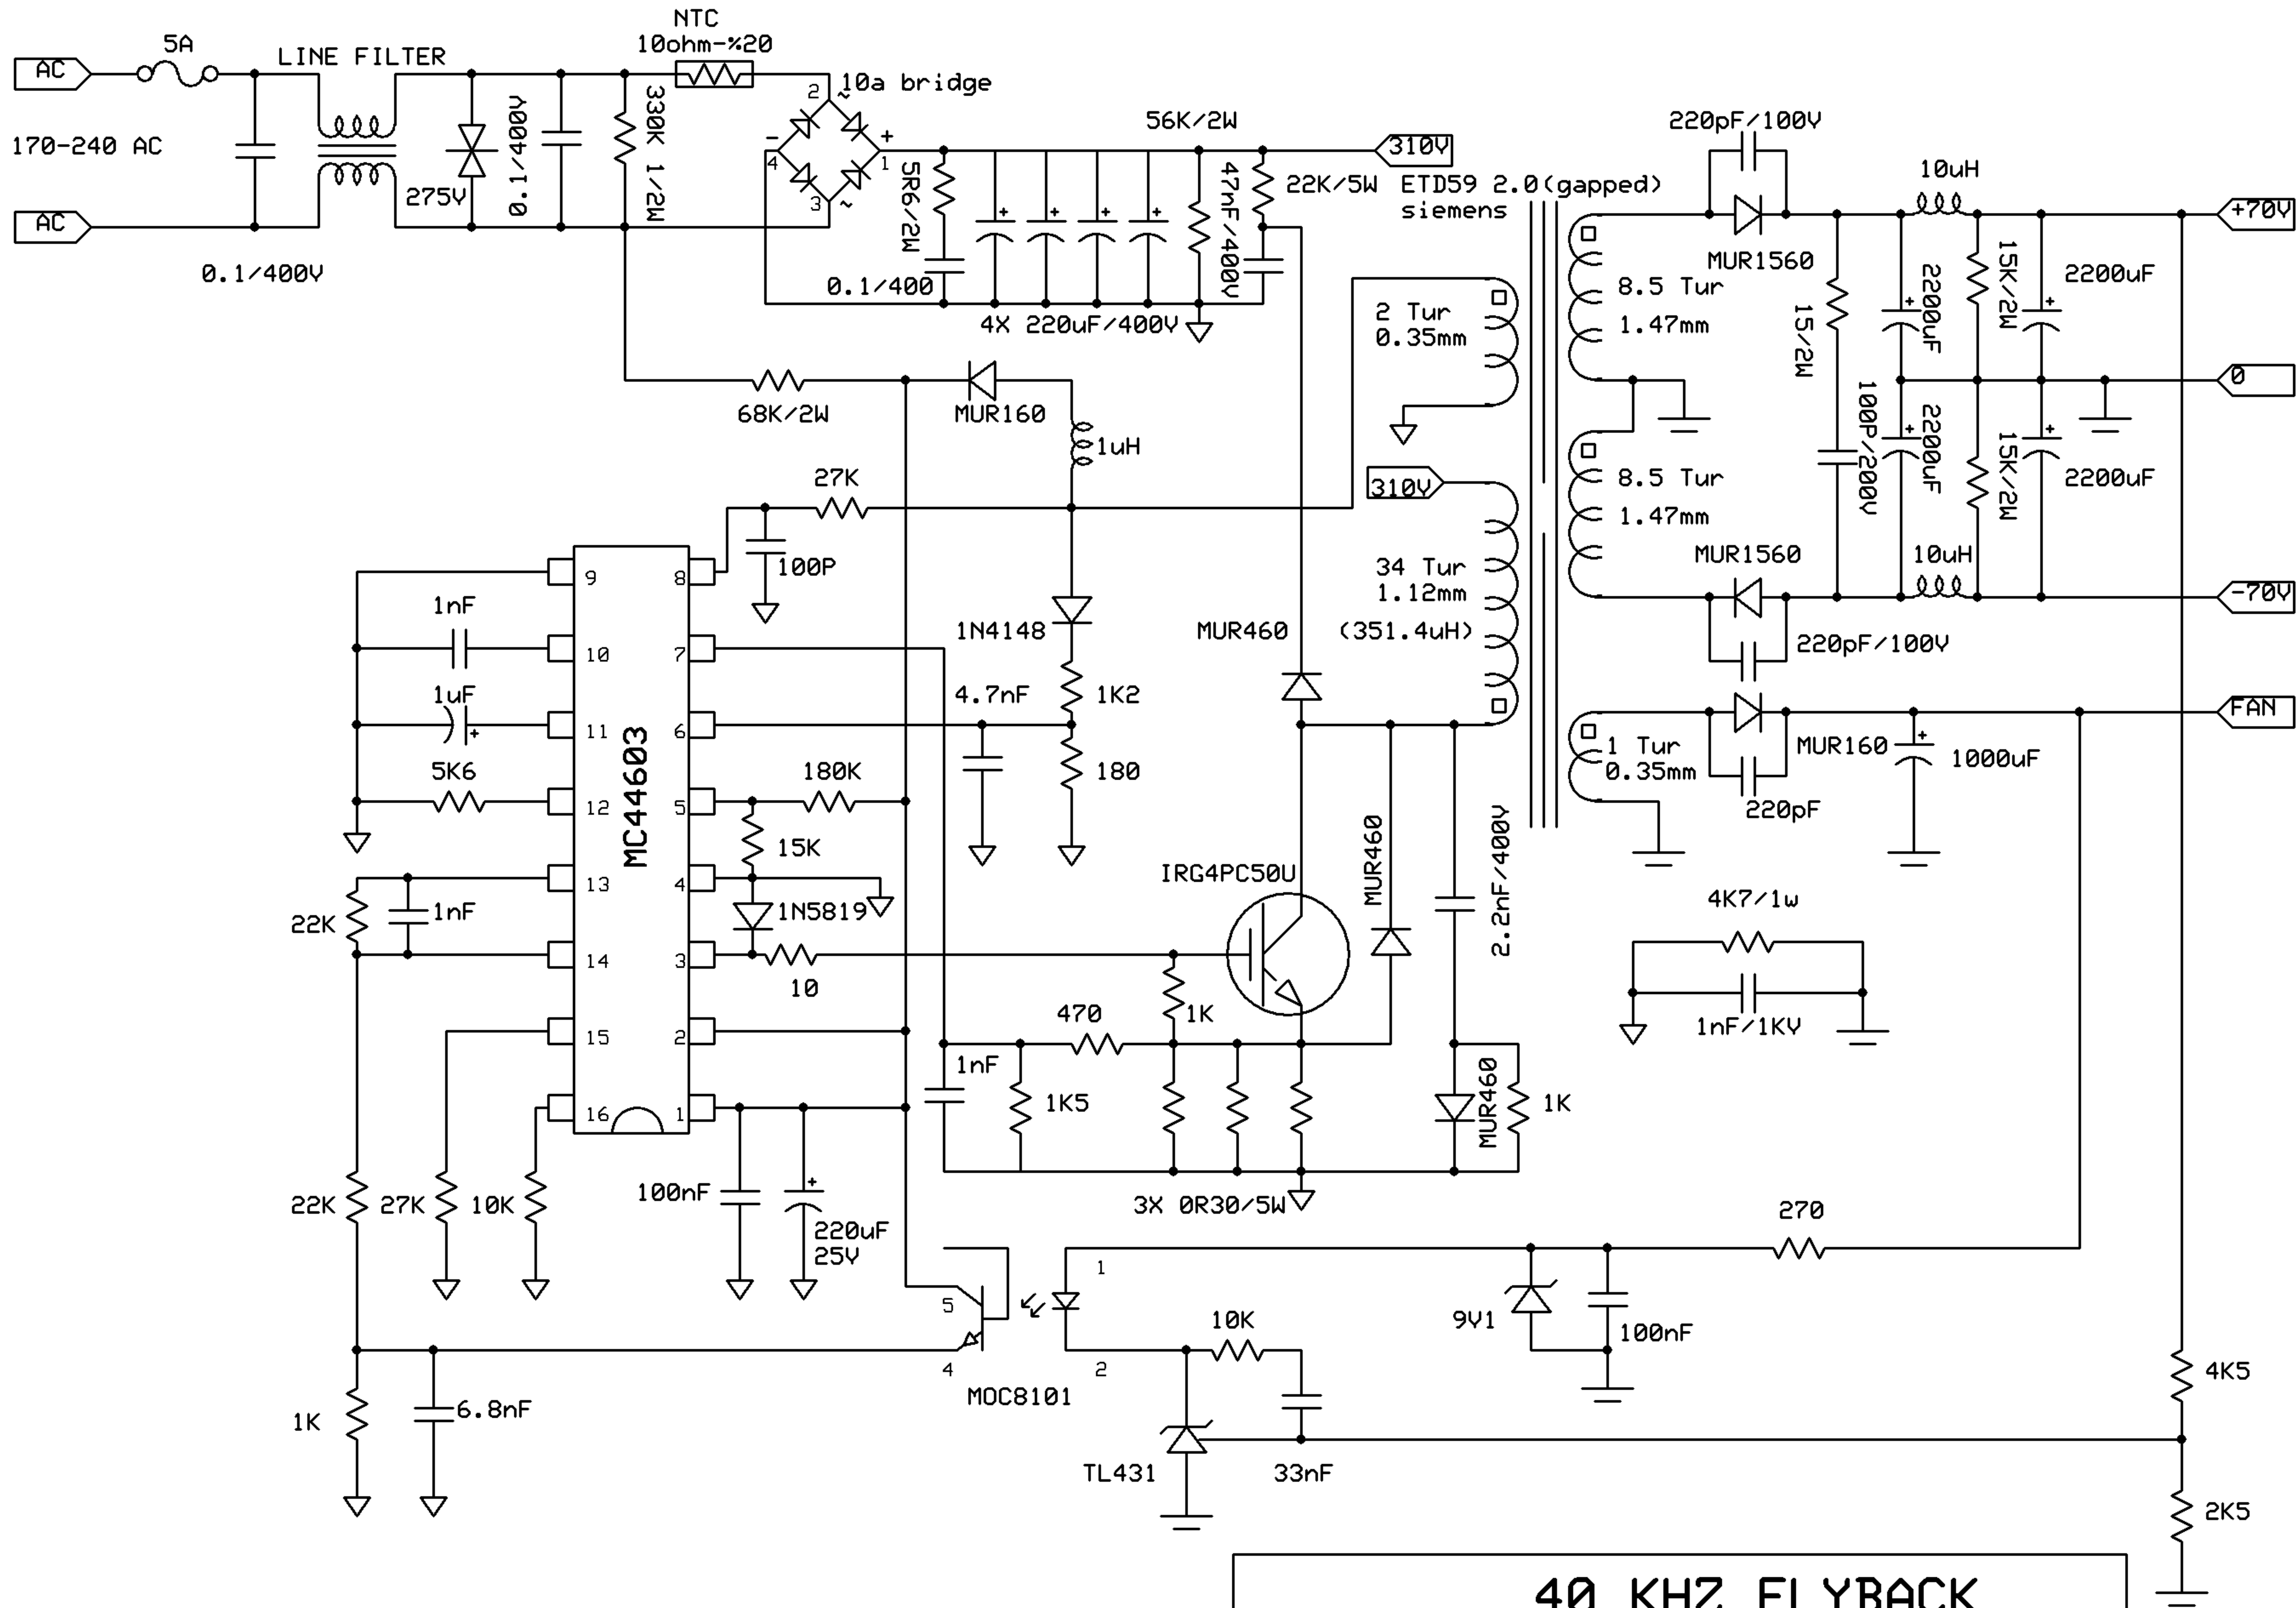 NTC
5A
LINE FILTER
10ohm-%20
AC
170-240 AC
AC
0.1/400V
275V
0.1/400V
330K 1/2W
10a bridge
2
~
-
+
4
1
3
~
5R6/2W
0.1/400
4X 220uF/400V
56K/2W
47nF/400V
22K/5W
310V
ETD59 2.0(gapped)
siemens
2 Tur
0.35mm
310V
34 Tur
1.12mm
(351.4uH)
220pF/100V
MUR1560
8.5 Tur
1.47mm
8.5 Tur
1.47mm
MUR1560
220pF/100V
10uH
15/2W
100P/200V
2200uF
2200uF
15K/2W
15K/2W
2200uF
2200uF
10uH
+70V
0
-70V
FAN
1 Tur
0.35mm
MUR160
220pF
1000uF
68K/2W
MUR160
1uH
27K
100P
1N4148
1K2
180
4.7nF
MUR460
MC44603
9
10
11
12
13
14
15
16
8
7
6
5
4
3
2
1
1nF
1uF
+
5K6
22K
1nF
180K
15K
1N5819
10
IRG4PC50U
MUR460
2.2nF/400V
1K
470
1nF
1K5
3X 0R30/5W
MUR460
1K
4K7/1w
1nF/1KV
22K
27K
10K
100nF
+
220uF
25V
270
1
5
4
2
MOC8101
10K
9V1
100nF
4K5
1K
6.8nF
TL431
33nF
2K5
40 KHZ FLYBACK